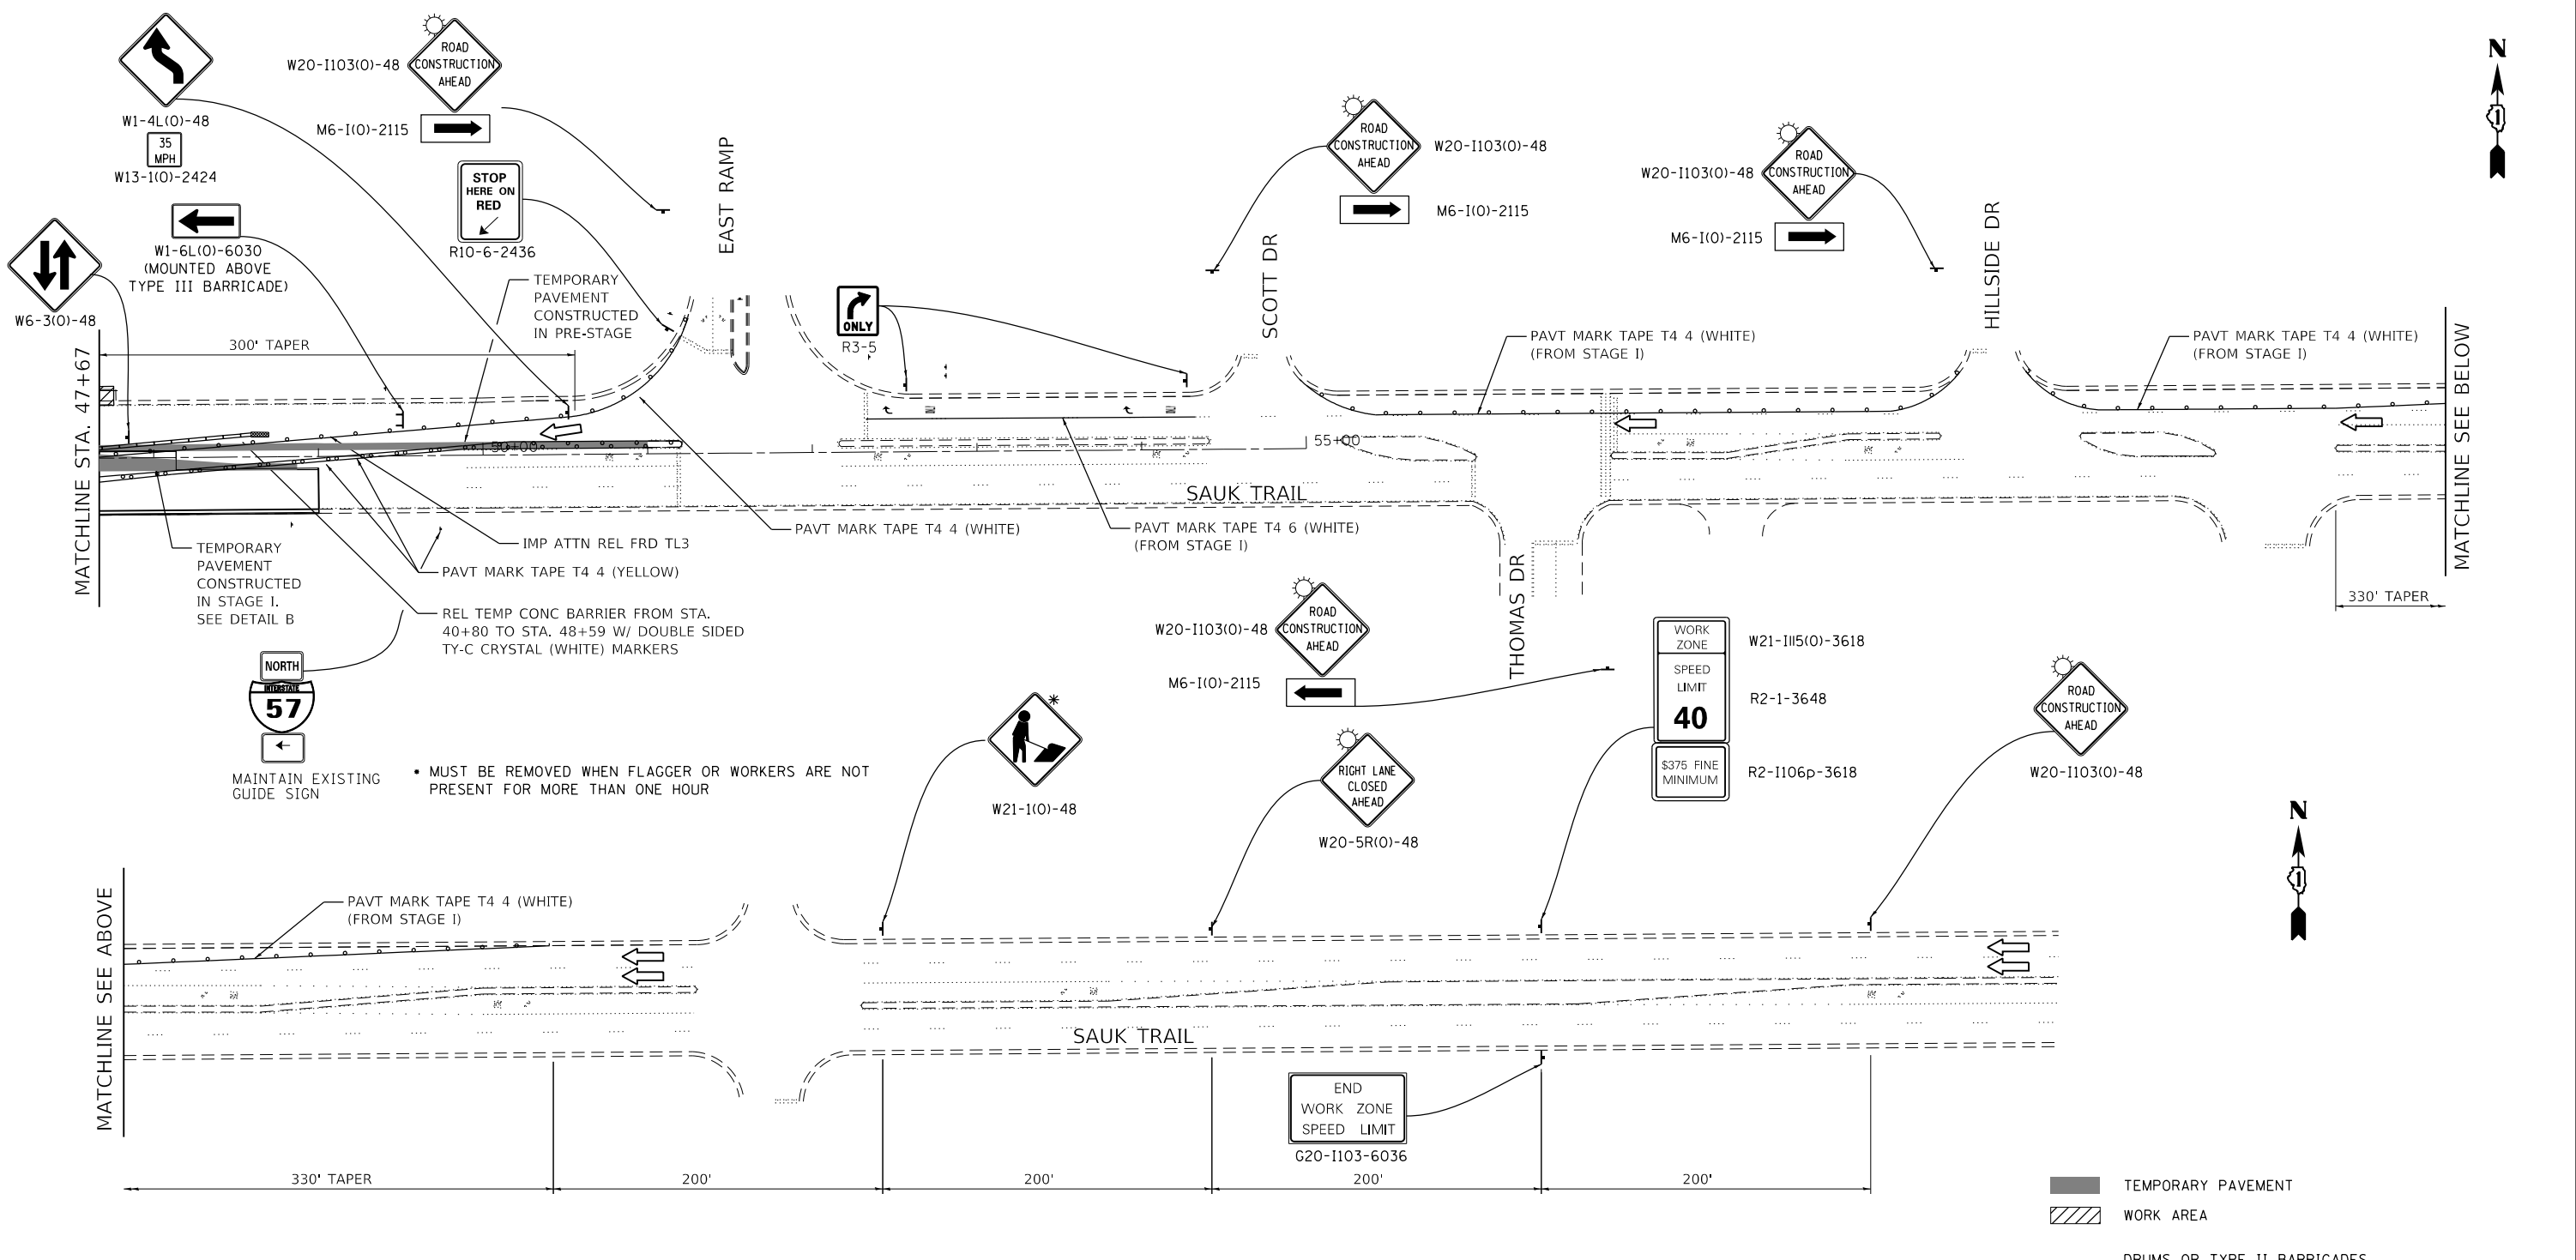 W1-4L(O)-48
35
MPH
W13-1(O)-2424
W20-I103(O)-48
ROAD
CONSTRUCTION
AHEAD
M6-I(O)-2115
STOP
HERE ON
RED
R10-6-2436
W1-6L(O)-6030
(MOUNTED ABOVE
TYPE III BARRICADE)
W6-3(O)-48
300' TAPER
MATCHLINE STA. 47+67
TEMPORARY
PAVEMENT
CONSTRUCTED
IN PRE-STAGE
EAST RAMP
ONLY
R3-5
ROAD
CONSTRUCTION
AHEAD
W20-I103(O)-48
M6-I(O)-2115
SCOTT DR
W20-I103(O)-48
ROAD
CONSTRUCTION
AHEAD
M6-I(O)-2115
HILLSIDE DR
N
1
PAVT MARK TAPE T4 4 (WHITE)
(FROM STAGE I)
PAVT MARK TAPE T4 4 (WHITE)
(FROM STAGE I)
MATCHLINE SEE BELOW
50+00
55+00
SAUK TRAIL
THOMAS DR
330' TAPER
TEMPORARY
PAVEMENT
CONSTRUCTED
IN STAGE I.
SEE DETAIL B
IMP ATTN REL FRD TL3
PAVT MARK TAPE T4 4 (YELLOW)
REL TEMP CONC BARRIER FROM STA.
40+80 TO STA. 48+59 W/ DOUBLE SIDED
TY-C CRYSTAL (WHITE) MARKERS
PAVT MARK TAPE T4 4 (WHITE)
PAVT MARK TAPE T4 6 (WHITE)
(FROM STAGE I)
NORTH
INTERSTATE
57
MAINTAIN EXISTING
GUIDE SIGN
• MUST BE REMOVED WHEN FLAGGER OR WORKERS ARE NOT
PRESENT FOR MORE THAN ONE HOUR
*
W21-1(O)-48
W20-I103(O)-48
ROAD
CONSTRUCTION
AHEAD
M6-I(O)-2115
RIGHT LANE
CLOSED
AHEAD
W20-5R(O)-48
WORK
ZONE
SPEED
LIMIT
40
$375 FINE
MINIMUM
W21-I115(O)-3618
R2-1-3648
R2-I106p-3618
ROAD
CONSTRUCTION
AHEAD
W20-I103(O)-48
N
1
MATCHLINE SEE ABOVE
PAVT MARK TAPE T4 4 (WHITE)
(FROM STAGE I)
SAUK TRAIL
END
WORK ZONE
SPEED LIMIT
G20-I103-6036
330' TAPER
200'
200'
200'
200'
TEMPORARY PAVEMENT
WORK AREA
DRUMS OR TYPE II BARRICADES